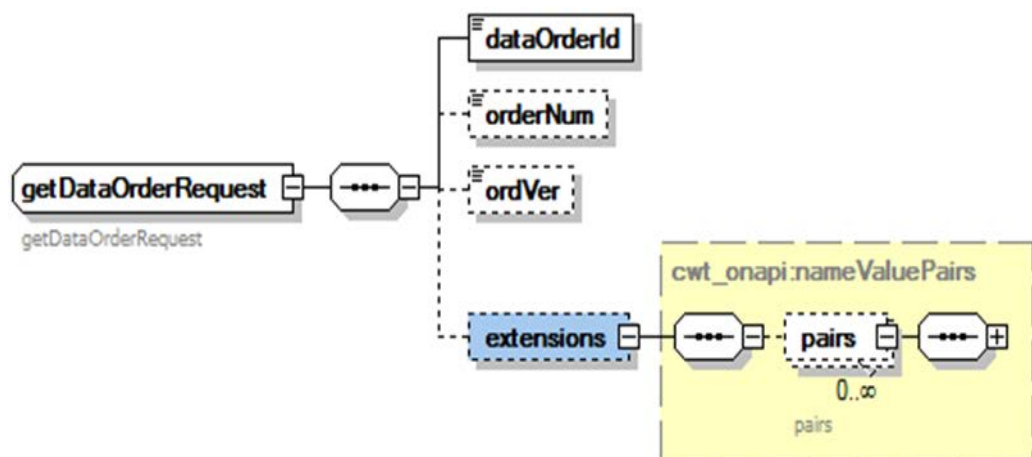 dataOrderId
orderNum
getDataOrderRequest
ordVer
getDataOrderRequest
cwt_onapi:nameValuePairs
extensions
pairs
0..∞
pairs